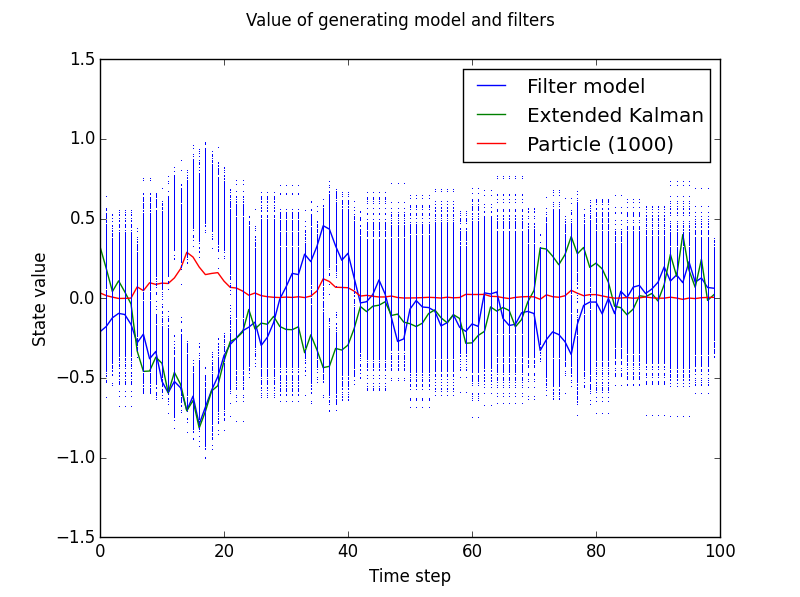 Value of generating model and filters
1.5
1.0
0.5
0.0
−0.5
−1.0
−1.5
State value
Filter model
Extended Kalman
Particle (1000)
0
20
40
60
80
100
Time step